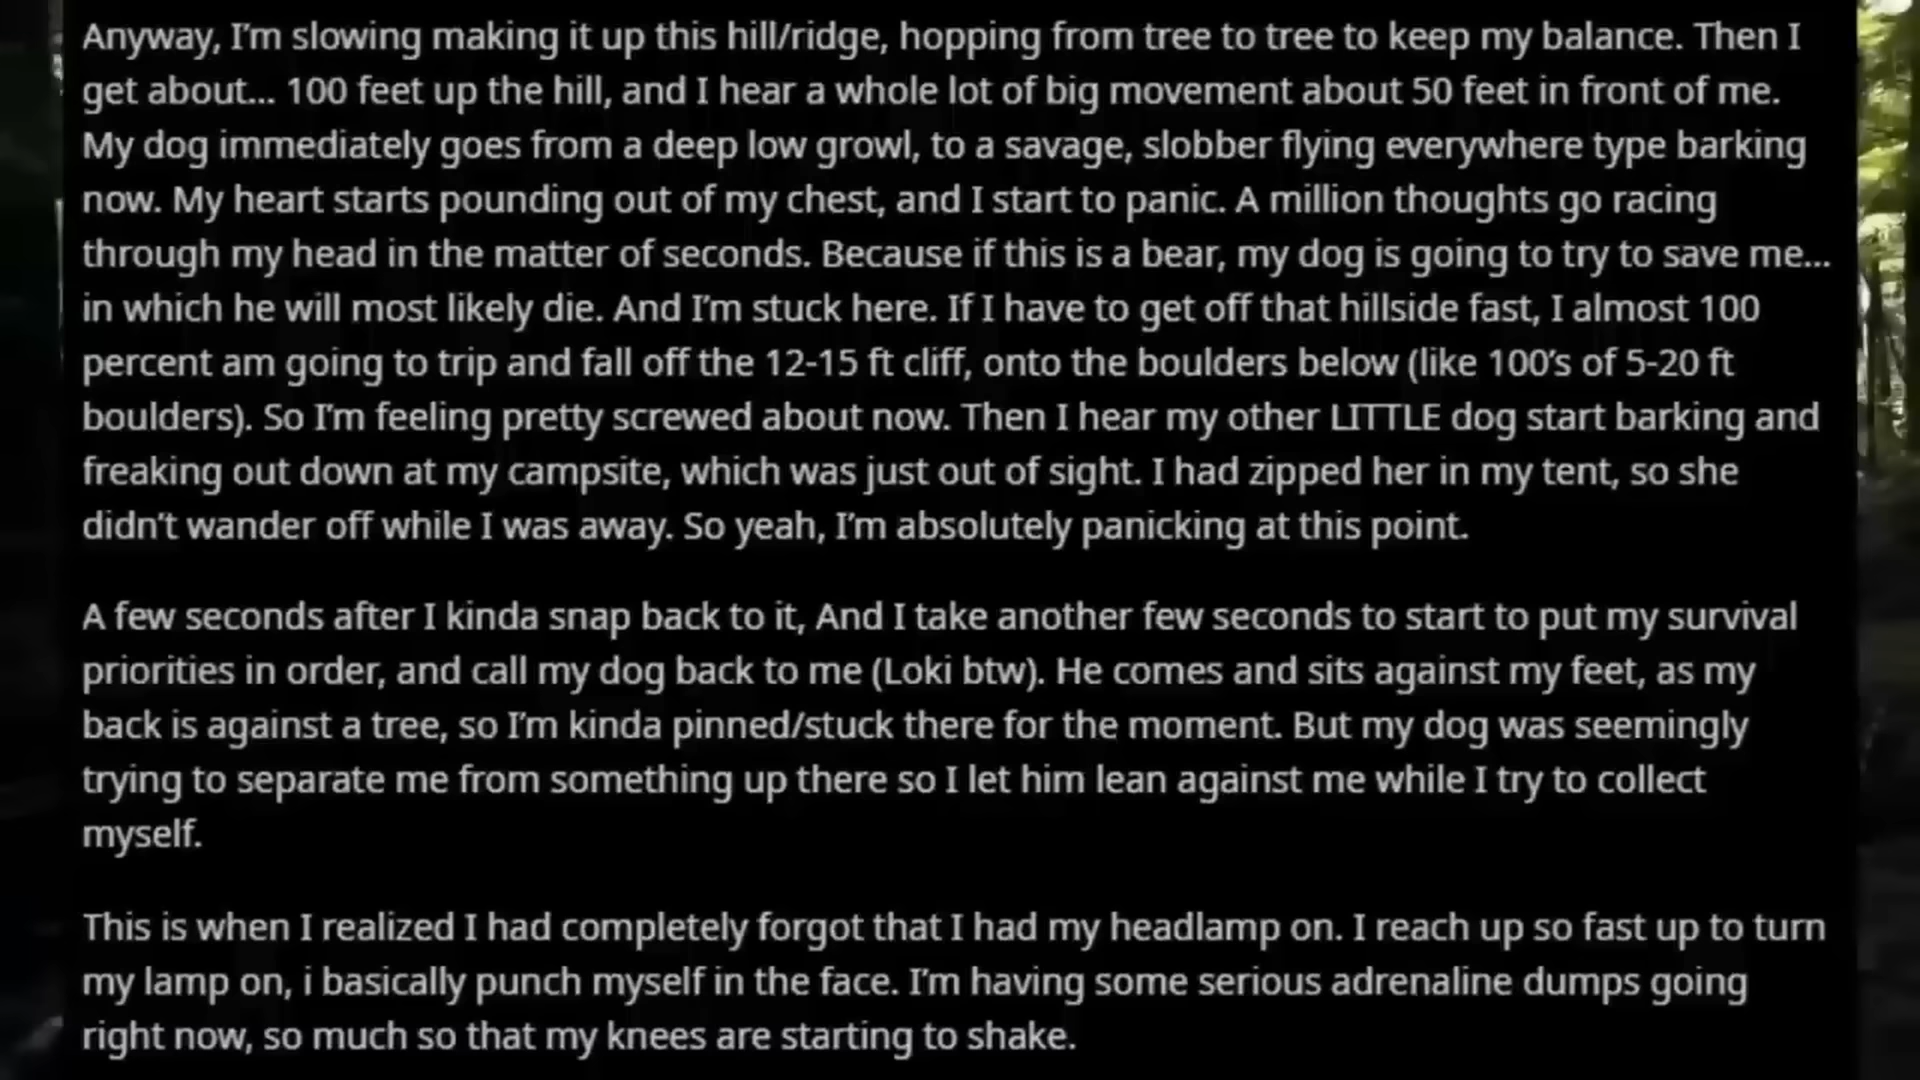 Anyway, I'm slowing making it up this hill/ridge, hopping from tree to tree to keep my balance. Then I
get about... 100 feet up the hill, and I hear a whole lot of big movement about 50 feet in front of me.
My dog immediately goes from a deep low growl, to a savage, slobber flying everywhere type barking
now. My heart starts pounding out of my chest, and I start to panic. A million thoughts go racing
through my head in the matter of seconds. Because if this is a bear, my dog is going to try to save me...
in which he will most likely die. And I'm stuck here. If I have to get off that hillside fast, I almost 100
percent am going to trip and fall off the 12-15 ft cliff, onto the boulders below (like 100's of 5-20 ft
boulders). So I'm feeling pretty screwed about now. Then I hear my other LITTLE dog start barking and
freaking out down at my campsite, which was just out of sight. I had zipped her in my tent, so she
didn't wander off while I was away. So yeah, I'm absolutely panicking at this point.
A few seconds after I kinda snap back to it, And I take another few seconds to start to put my survival
priorities in order, and call my dog back to me (Loki btw). He comes and sits against my feet, as my
back is against a tree, so I'm kinda pinned/stuck there for the moment. But my dog was seemingly
trying to separate me from something up there so I let him lean against me while I try to collect
myself.
This is when I realized I had completely forgot that I had my headlamp on. I reach up so fast up to turn
my lamp on, i basically punch myself in the face. I'm having some serious adrenaline dumps going
right now, so much so that my knees are starting to shake.